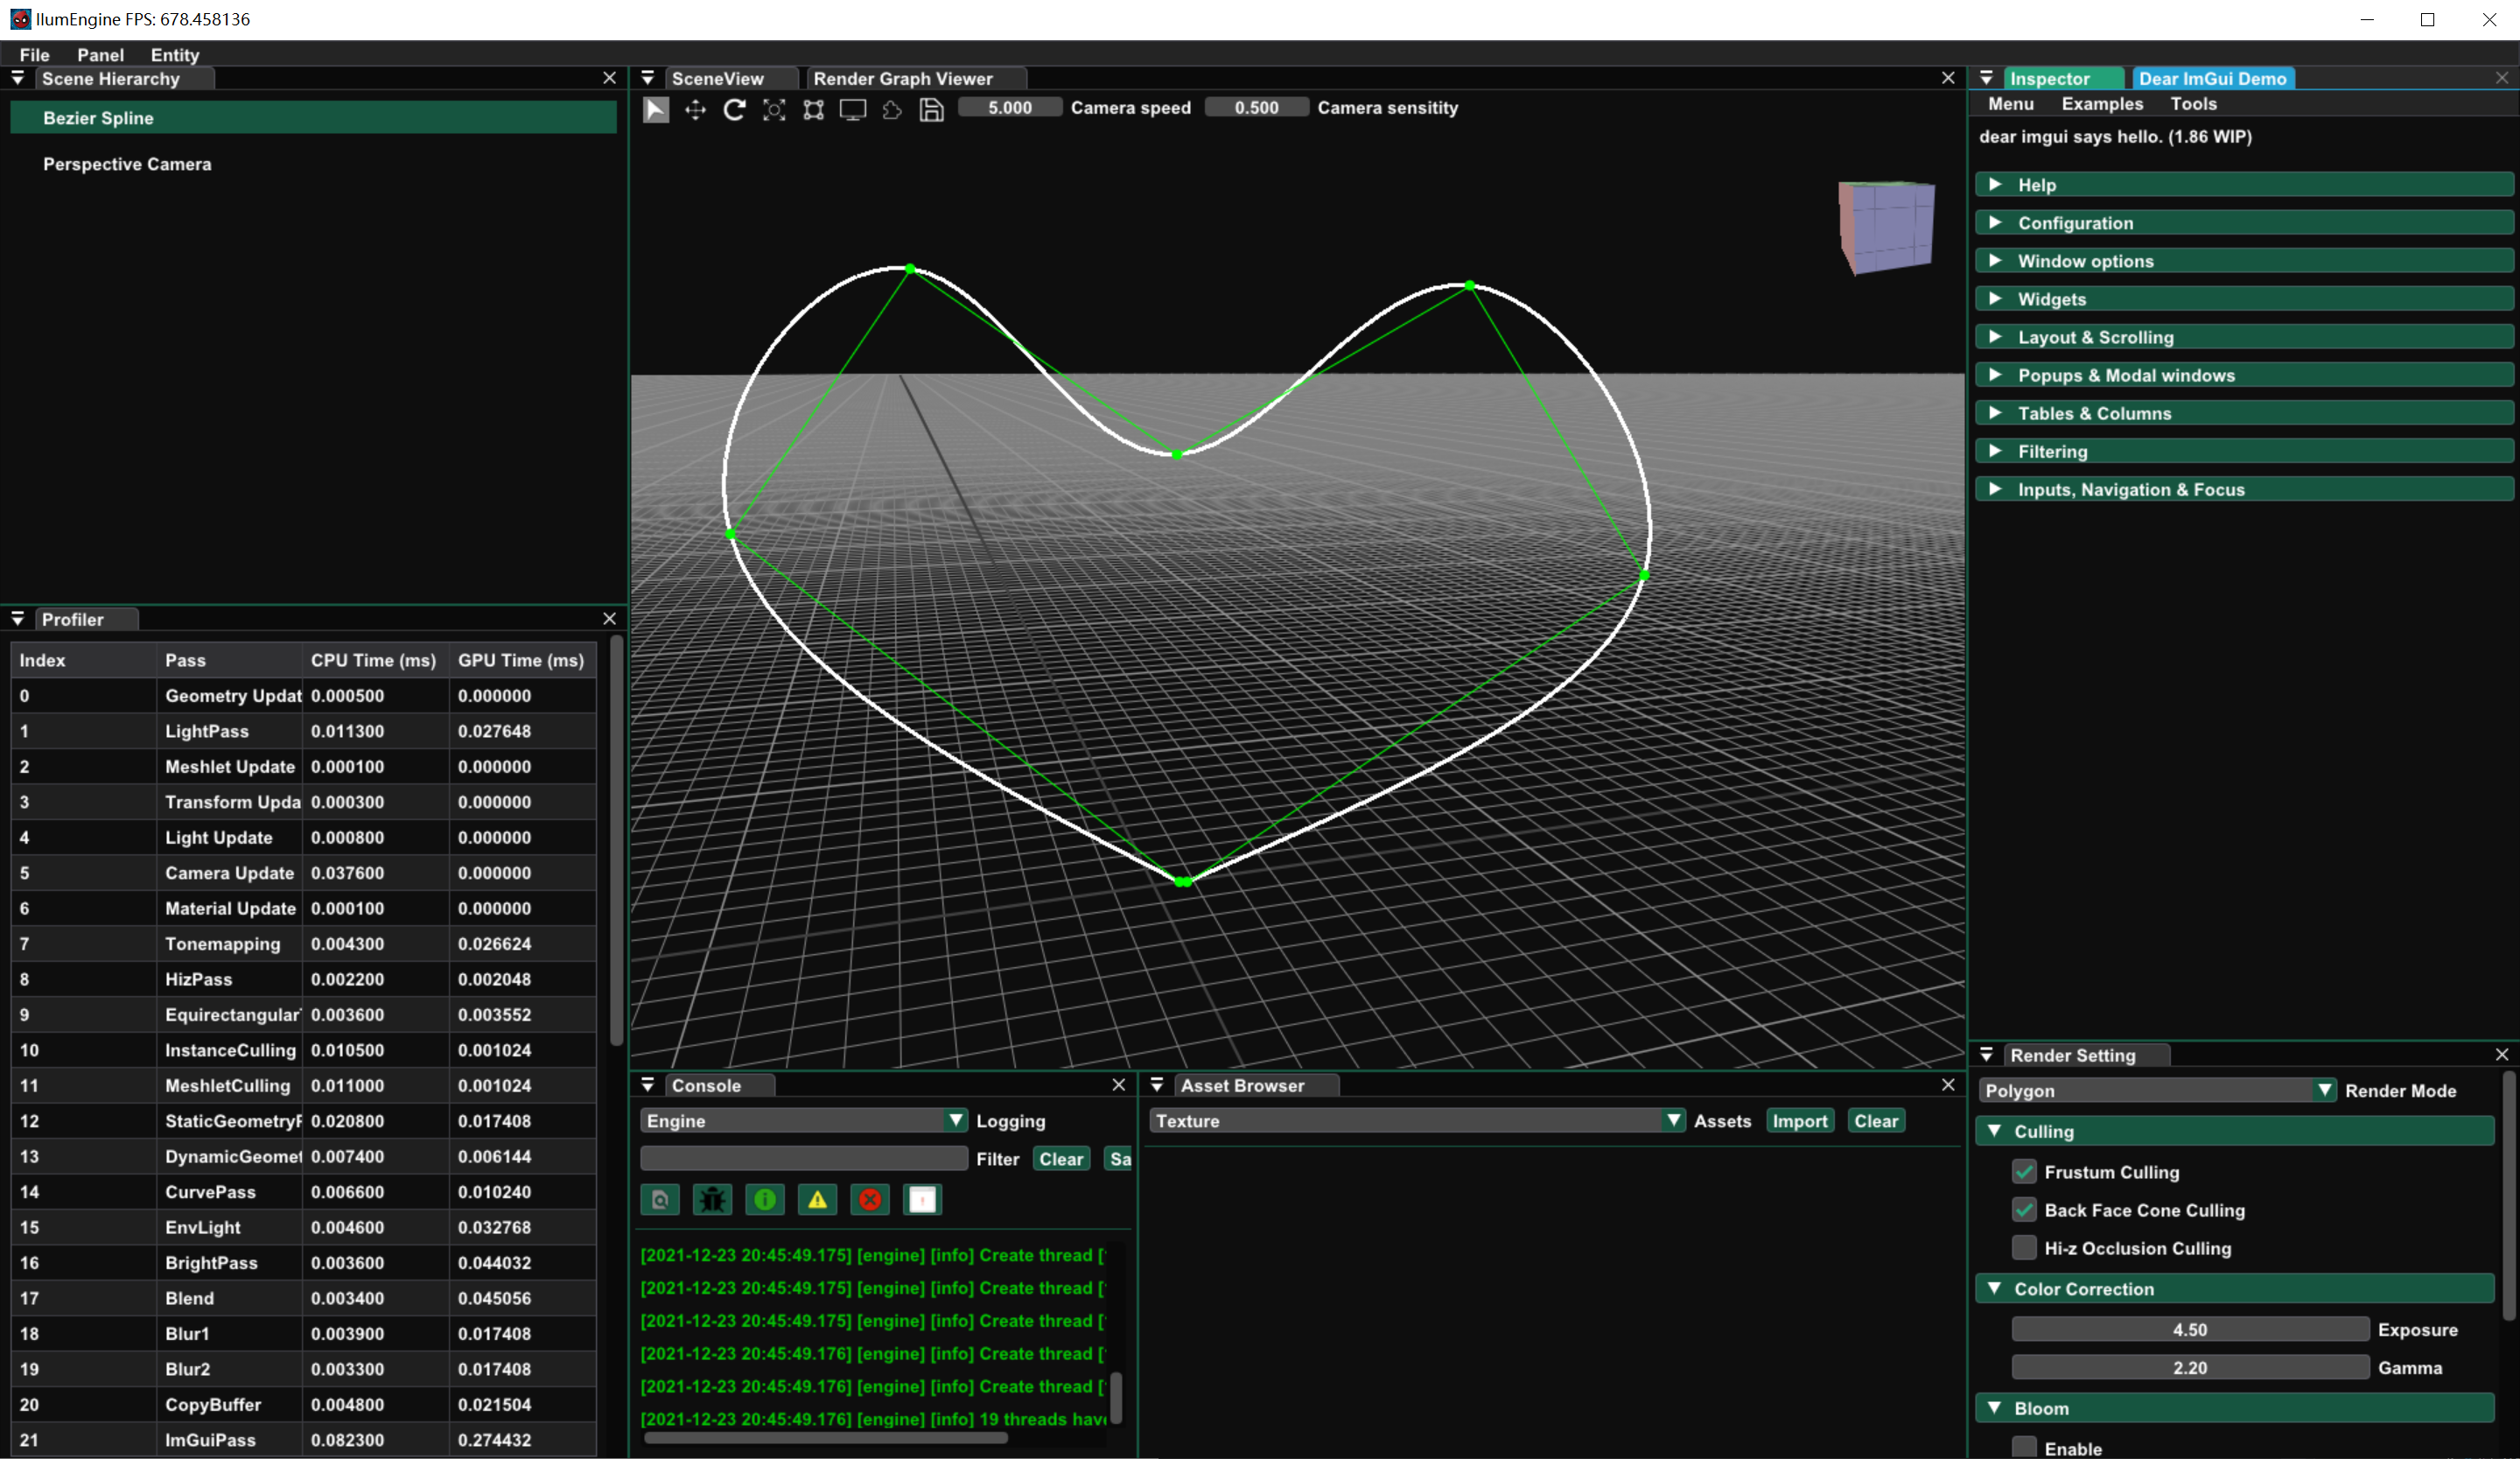 IlumEngine FPS: 678.458136
File Panel Entity
Scene Hierarchy
Bezier Spline
Perspective Camera
Profiler
Index Pass CPU Time (ms) GPU Time (ms)
0 Geometry Updat 0.000500 0.000000
1 LightPass 0.011300 0.027648
2 Meshlet Update 0.000100 0.000000
3 Transform Upda 0.000300 0.000000
4 Light Update 0.000800 0.000000
5 Camera Update 0.037600 0.000000
6 Material Update 0.000100 0.000000
7 Tonemapping 0.004300 0.026624
8 HizPass 0.002200 0.002048
9 Equirectangular 0.003600 0.003552
10 InstanceCulling 0.010500 0.001024
11 MeshletCulling 0.011000 0.001024
12 StaticGeometry 0.020800 0.017408
13 DynamicGeomet 0.007400 0.006144
14 CurvePass 0.006600 0.010240
15 EnvLight 0.004600 0.032768
16 BrightPass 0.003600 0.044032
17 Blend 0.003400 0.045056
18 Blur1 0.003900 0.017408
19 Blur2 0.003300 0.017408
20 CopyBuffer 0.004800 0.021504
21 ImGuiPass 0.082300 0.274432
SceneView Render Graph Viewer
5.000 Camera speed 0.500 Camera sensitity
Console
Engine Logging
Filter Clear Sa
[2021-12-23 20:45:49.175] [engine] [info] Create thread [
[2021-12-23 20:45:49.175] [engine] [info] Create thread [
[2021-12-23 20:45:49.175] [engine] [info] Create thread [
[2021-12-23 20:45:49.176] [engine] [info] Create thread [
[2021-12-23 20:45:49.176] [engine] [info] Create thread [
[2021-12-23 20:45:49.176] [engine] [info] 19 threads have
Asset Browser
Texture Assets Import Clear
Inspector Dear ImGui Demo
Menu Examples Tools
dear imgui says hello. (1.86 WIP)
Help
Configuration
Window options
Widgets
Layout & Scrolling
Popups & Modal windows
Tables & Columns
Filtering
Inputs, Navigation & Focus
Render Setting
Polygon Render Mode
Culling
Frustum Culling
Back Face Cone Culling
Hi-z Occlusion Culling
Color Correction
4.50 Exposure
2.20 Gamma
Bloom
Enable